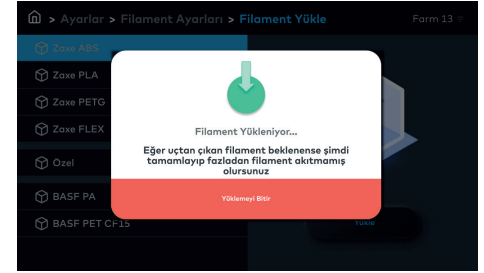 > Ayarlar > Filament Ayarları > Filament Yükle
Farm 13
Zaxe ABS
Zaxe PLA
Zaxe PETG
Zaxe FLEX
Özel
BASF PA
BASF PET CF15
Filament Yükleniyor...
Eğer uçtan çıkan filament beklenense şimdi
tamamlayıp fazladan filament akıtmamış
olursunuz
Yüklemeyi Bitir
Yükle